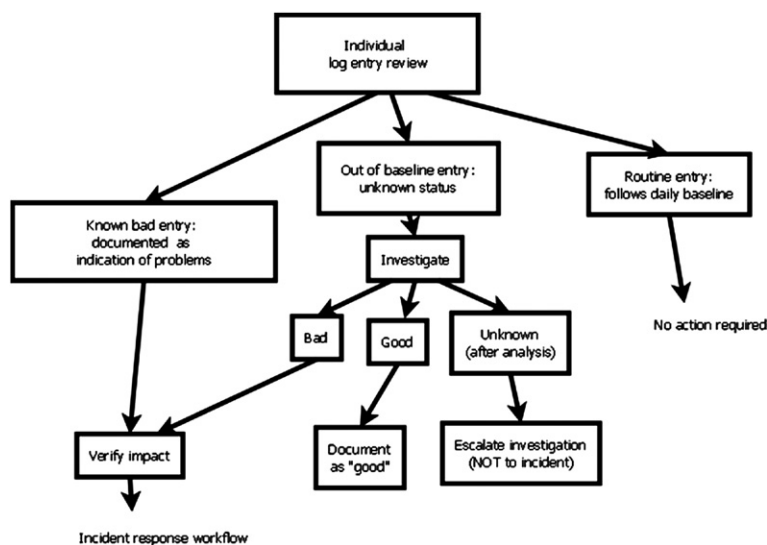 Individual
log entry review
Out of baseline entry:
unknown status
Routine entry:
follows daily baseline
Known bad entry:
documented as
indication of problems
Investigate
Bad
Good
Unknown
(after analysis)
No action required
Verify impact
Document
as "good"
Escalate investigation
(NOT to incident)
Incident response workflow